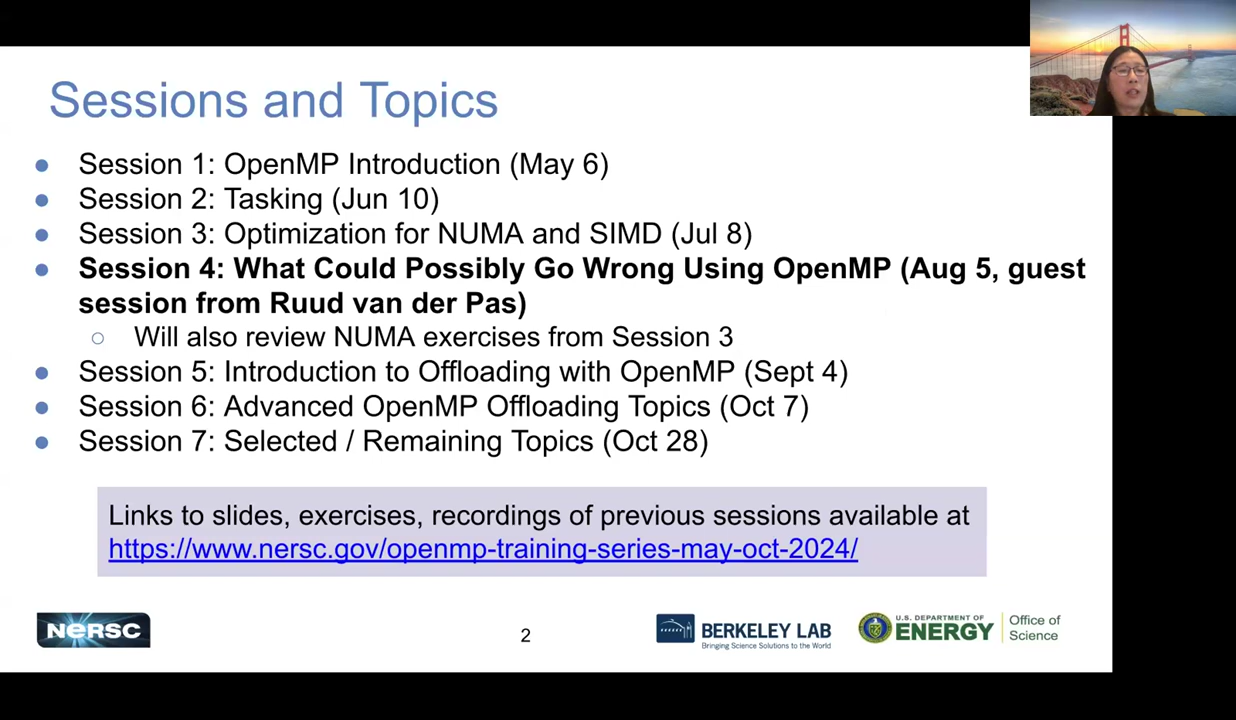 Sessions and Topics
● Session 1: OpenMP Introduction (May 6)
● Session 2: Tasking (Jun 10)
● Session 3: Optimization for NUMA and SIMD (Jul 8)
● Session 4: What Could Possibly Go Wrong Using OpenMP (Aug 5, guest
session from Ruud van der Pas)
○ Will also review NUMA exercises from Session 3
● Session 5: Introduction to Offloading with OpenMP (Sept 4)
● Session 6: Advanced OpenMP Offloading Topics (Oct 7)
● Session 7: Selected / Remaining Topics (Oct 28)
Links to slides, exercises, recordings of previous sessions available at
https://www.nersc.gov/openmp-training-series-may-oct-2024/
NERSC
2
BERKELEY LAB
Bringing Science Solutions to the World
U.S. DEPARTMENT OF
ENERGY
Office of
Science